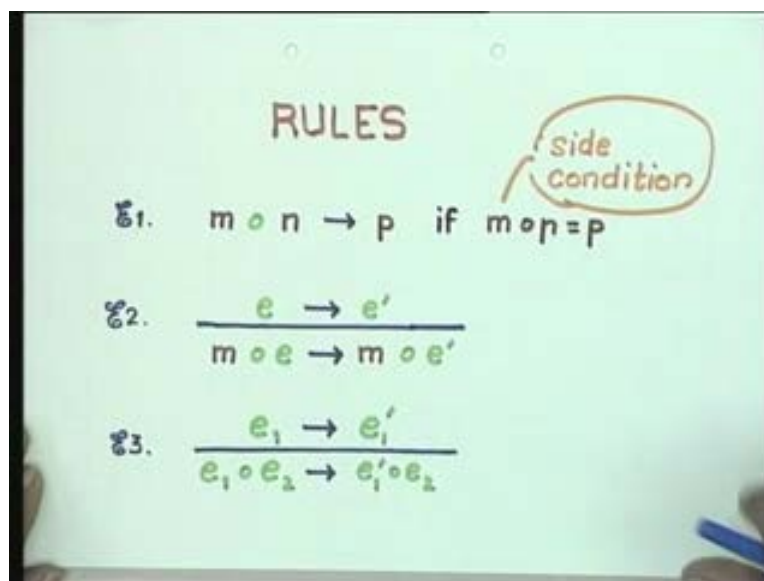 RULES
side
condition
ℰ1. m o n → p if m o n = p
ℰ2. e → e'
m o e → m o e'
ℰ3. e₁ → e₁'
e₁ o e₂ → e₁' o e₂